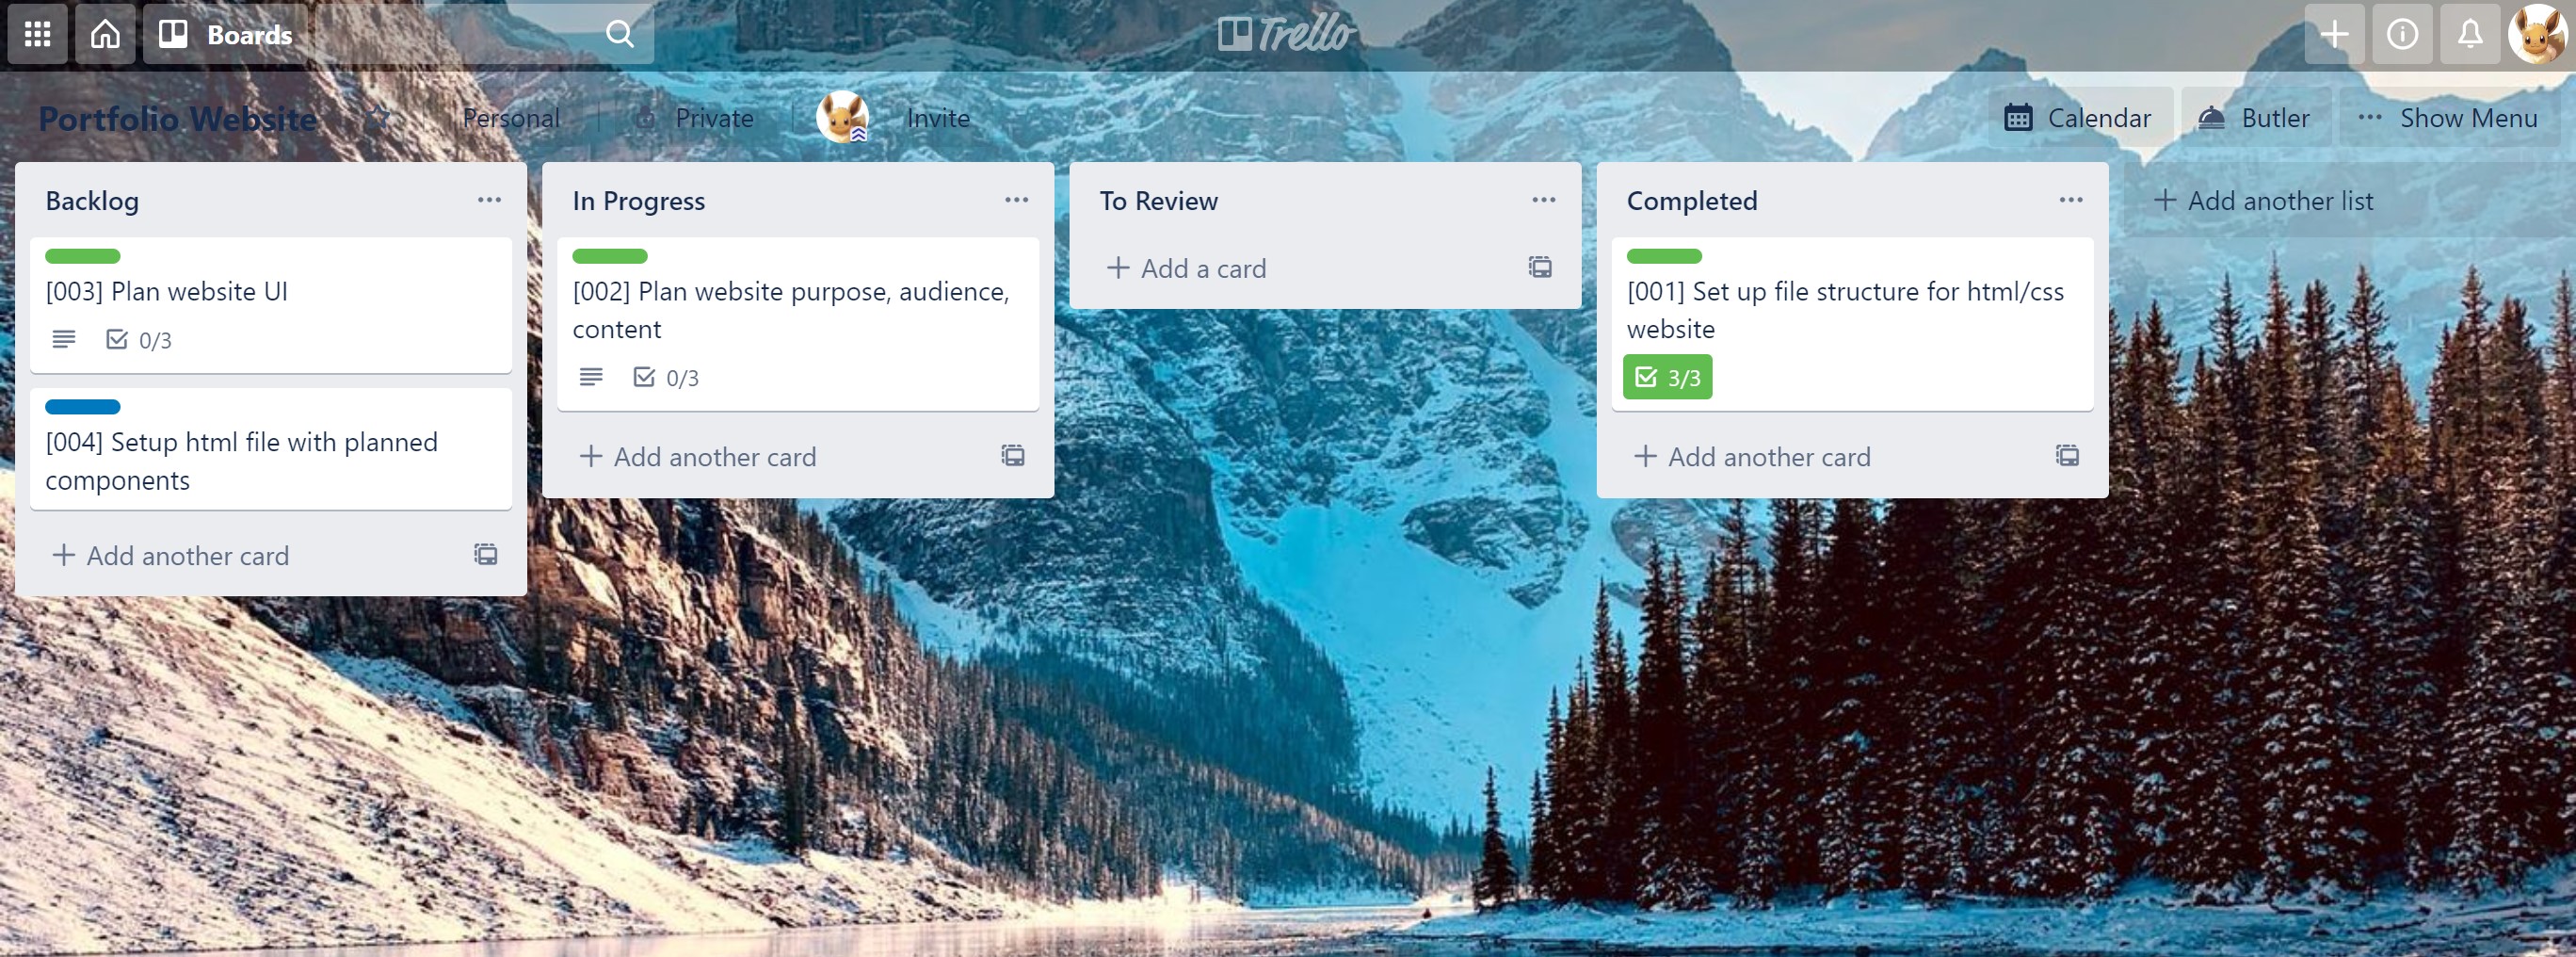 Boards
Trello
Portfolio Website
Personal
Private
Invite
Calendar
Butler
Show Menu
Backlog
[003] Plan website UI
0/3
[004] Setup html file with planned
components
Add another card
In Progress
[002] Plan website purpose, audience,
content
0/3
Add another card
To Review
Add a card
Completed
[001] Set up file structure for html/css
website
3/3
Add another card
Add another list